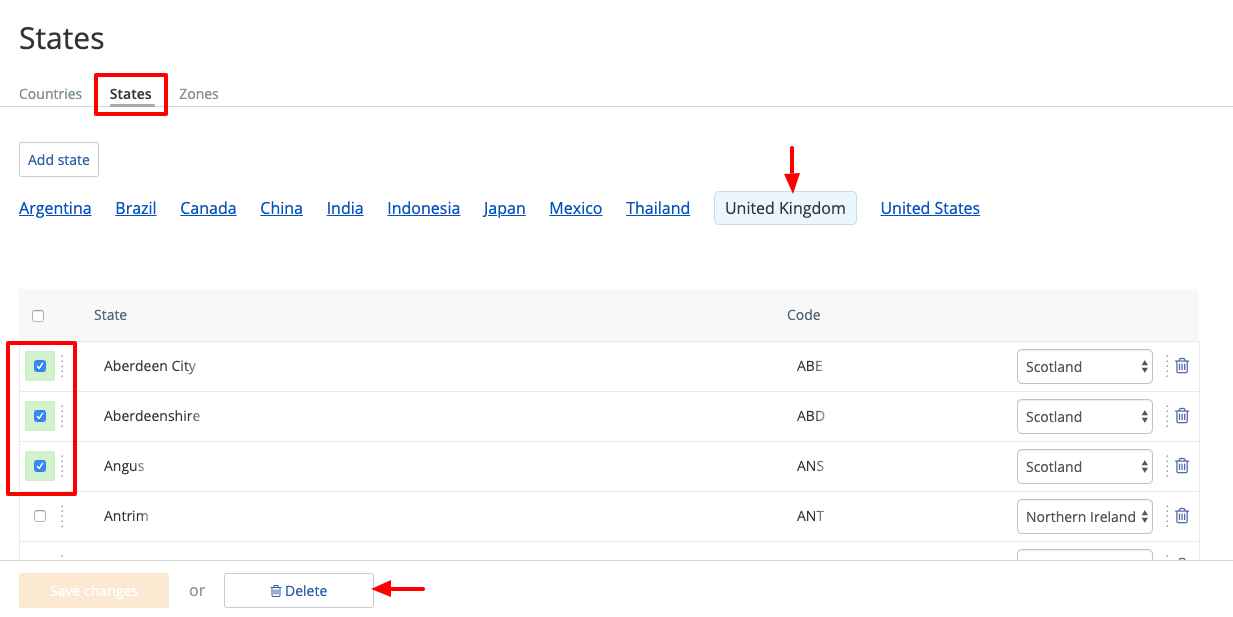 States
Countries States Zones
Add state
Argentina Brazil Canada China India Indonesia Japan Mexico Thailand United Kingdom United States
State Code
Aberdeen City ABE Scotland
Aberdeenshire ABD Scotland
Angus ANS Scotland
Antrim ANT Northern Ireland
Save changes or Delete